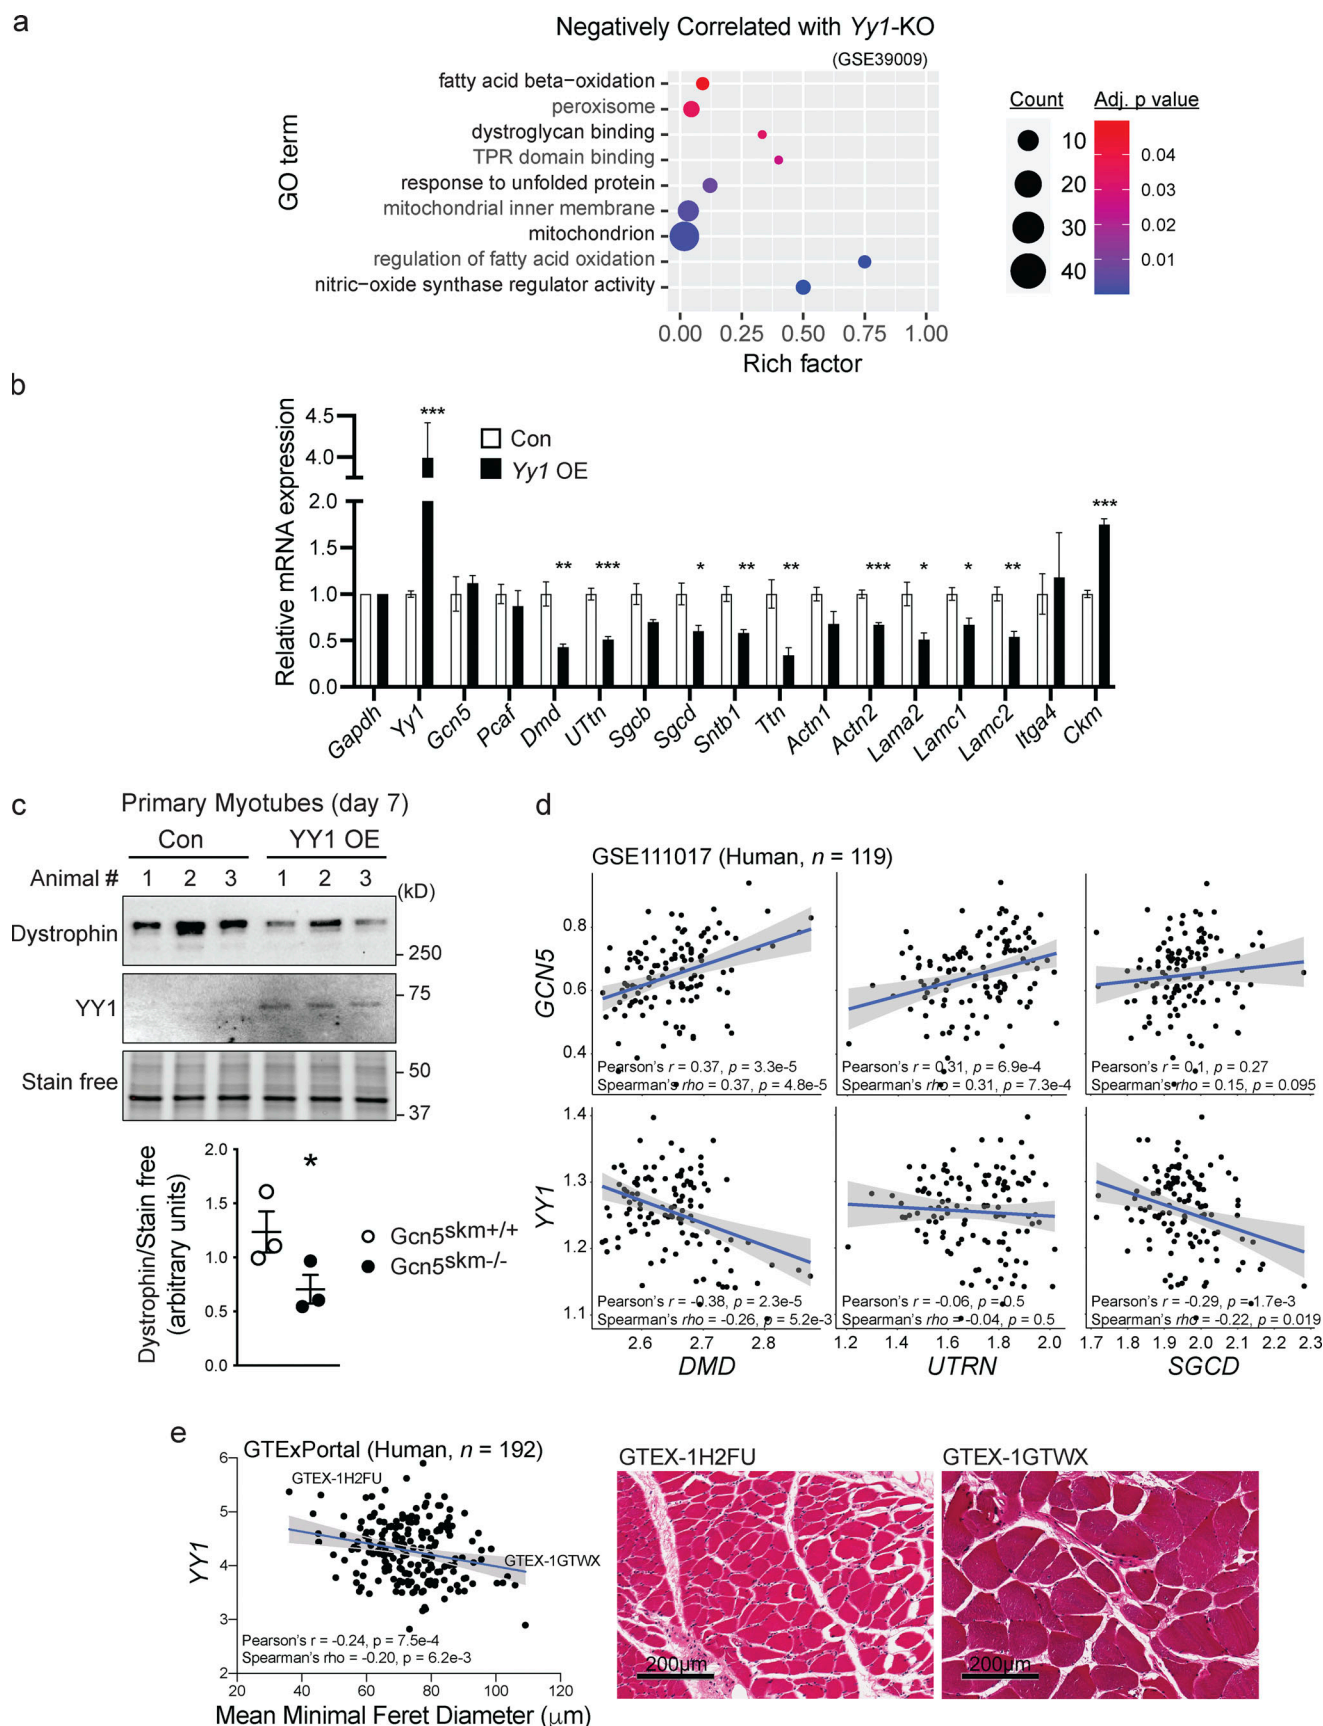 a
Negatively Correlated with Yy1-KO
(GSE39009)
GO term
fatty acid beta−oxidation
peroxisome
dystroglycan binding
TPR domain binding
response to unfolded protein
mitochondrial inner membrane
mitochondrion
regulation of fatty acid oxidation
nitric−oxide synthase regulator activity
0.00 0.25 0.50 0.75 1.00
Rich factor
Count
10
20
30
40
Adj. p value
0.04
0.03
0.02
0.01
b
Relative mRNA expression
4.5
4.0
2.0
1.5
1.0
0.5
0.0
Con
Yy1 OE
*** ** *** * ** ** *** * * ** ***
Gapdh Yy1 Gcn5 Pcaf Dmd UTtn Sgcb Sgcd Sntb1 Ttn Actn1 Actn2 Lama2 Lamc1 Lamc2 Itga4 Ckm
c
Primary Myotubes (day 7)
Con YY1 OE
Animal # 1 2 3 1 2 3
(kD)
Dystrophin
- 250
YY1
- 75
Stain free
- 50
- 37
Dystrophin/Stain free
(arbitrary units)
2.0
1.5
1.0
0.5
0.0
*
Gcn5skm+/+
Gcn5skm-/-
d
GSE111017 (Human, n = 119)
GCN5
0.8
0.6
0.4
Pearson's r = 0.37, p = 3.3e-5
Spearman's rho = 0.37, p = 4.8e-5
Pearson's r = 0.31, p = 6.9e-4
Spearman's rho = 0.31, p = 7.3e-4
Pearson's r = 0.1, p = 0.27
Spearman's rho = 0.15, p = 0.095
YY1
1.4
1.3
1.2
1.1
Pearson's r = -0.38, p = 2.3e-5
Spearman's rho = -0.26, p = 5.2e-3
Pearson's r = -0.06, p = 0.5
Spearman's rho = -0.04, p = 0.5
Pearson's r = -0.29, p = 1.7e-3
Spearman's rho = -0.22, p = 0.019
2.6 2.7 2.8
DMD
1.2 1.4 1.6 1.8 2.0
UTRN
1.7 1.8 1.9 2.0 2.1 2.2 2.3
SGCD
e
GTExPortal (Human, n = 192)
YY1
6
5
4
3
2
GTEX-1H2FU
GTEX-1GTWX
Pearson's r = -0.24, p = 7.5e-4
Spearman's rho = -0.20, p = 6.2e-3
20 40 60 80 100 120
Mean Minimal Feret Diameter (μm)
GTEX-1H2FU
200μm
GTEX-1GTWX
200μm